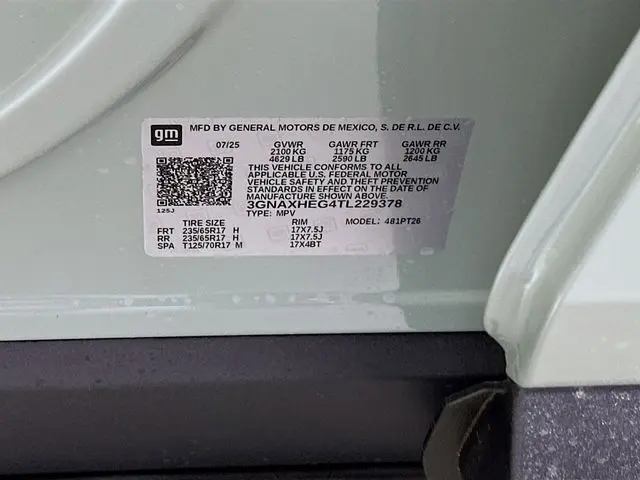 gm MFD BY GENERAL MOTORS DE MEXICO, S. DE R.L. DE C.V.
07/25 GVWR GAWR FRT GAWR RR
2100 KG 1175 KG 1200 KG
4629 LB 2590 LB 2645 LB
THIS VEHICLE CONFORMS TO ALL
APPLICABLE U.S. FEDERAL MOTOR
VEHICLE SAFETY AND THEFT PREVENTION
STANDARDS IN EFFECT ON THE DATE OF
MANUFACTURE SHOWN ABOVE.
3GNAXHEG4TL229378
125J TYPE: MPV MODEL: 481PT26
TIRE SIZE RIM
FRT 235/65R17 H 17X7.5J
RR 235/65R17 H 17X7.5J
SPA T125/70R17 M 17X4BT